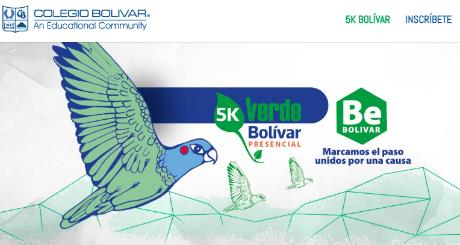 COLEGIO BOLIVAR®
An Educational Community
5K BOLÍVAR INSCRÍBETE
5K Verde
Bolívar
PRESENCIAL
Be
BOLIVAR
Marcamos el paso
unidos por una causa